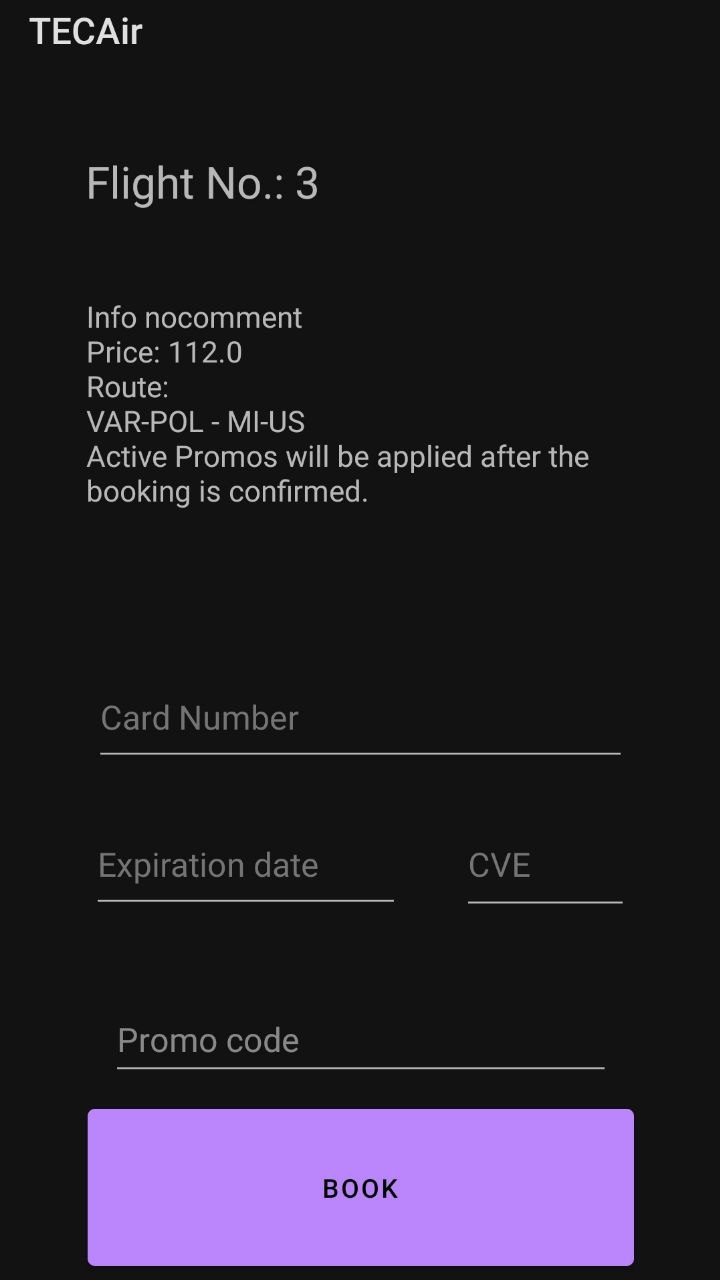 TECAir
Flight No.: 3
Info nocomment
Price: 112.0
Route:
VAR-POL - MI-US
Active Promos will be applied after the
booking is confirmed.
Card Number
Expiration date CVE
Promo code
BOOK